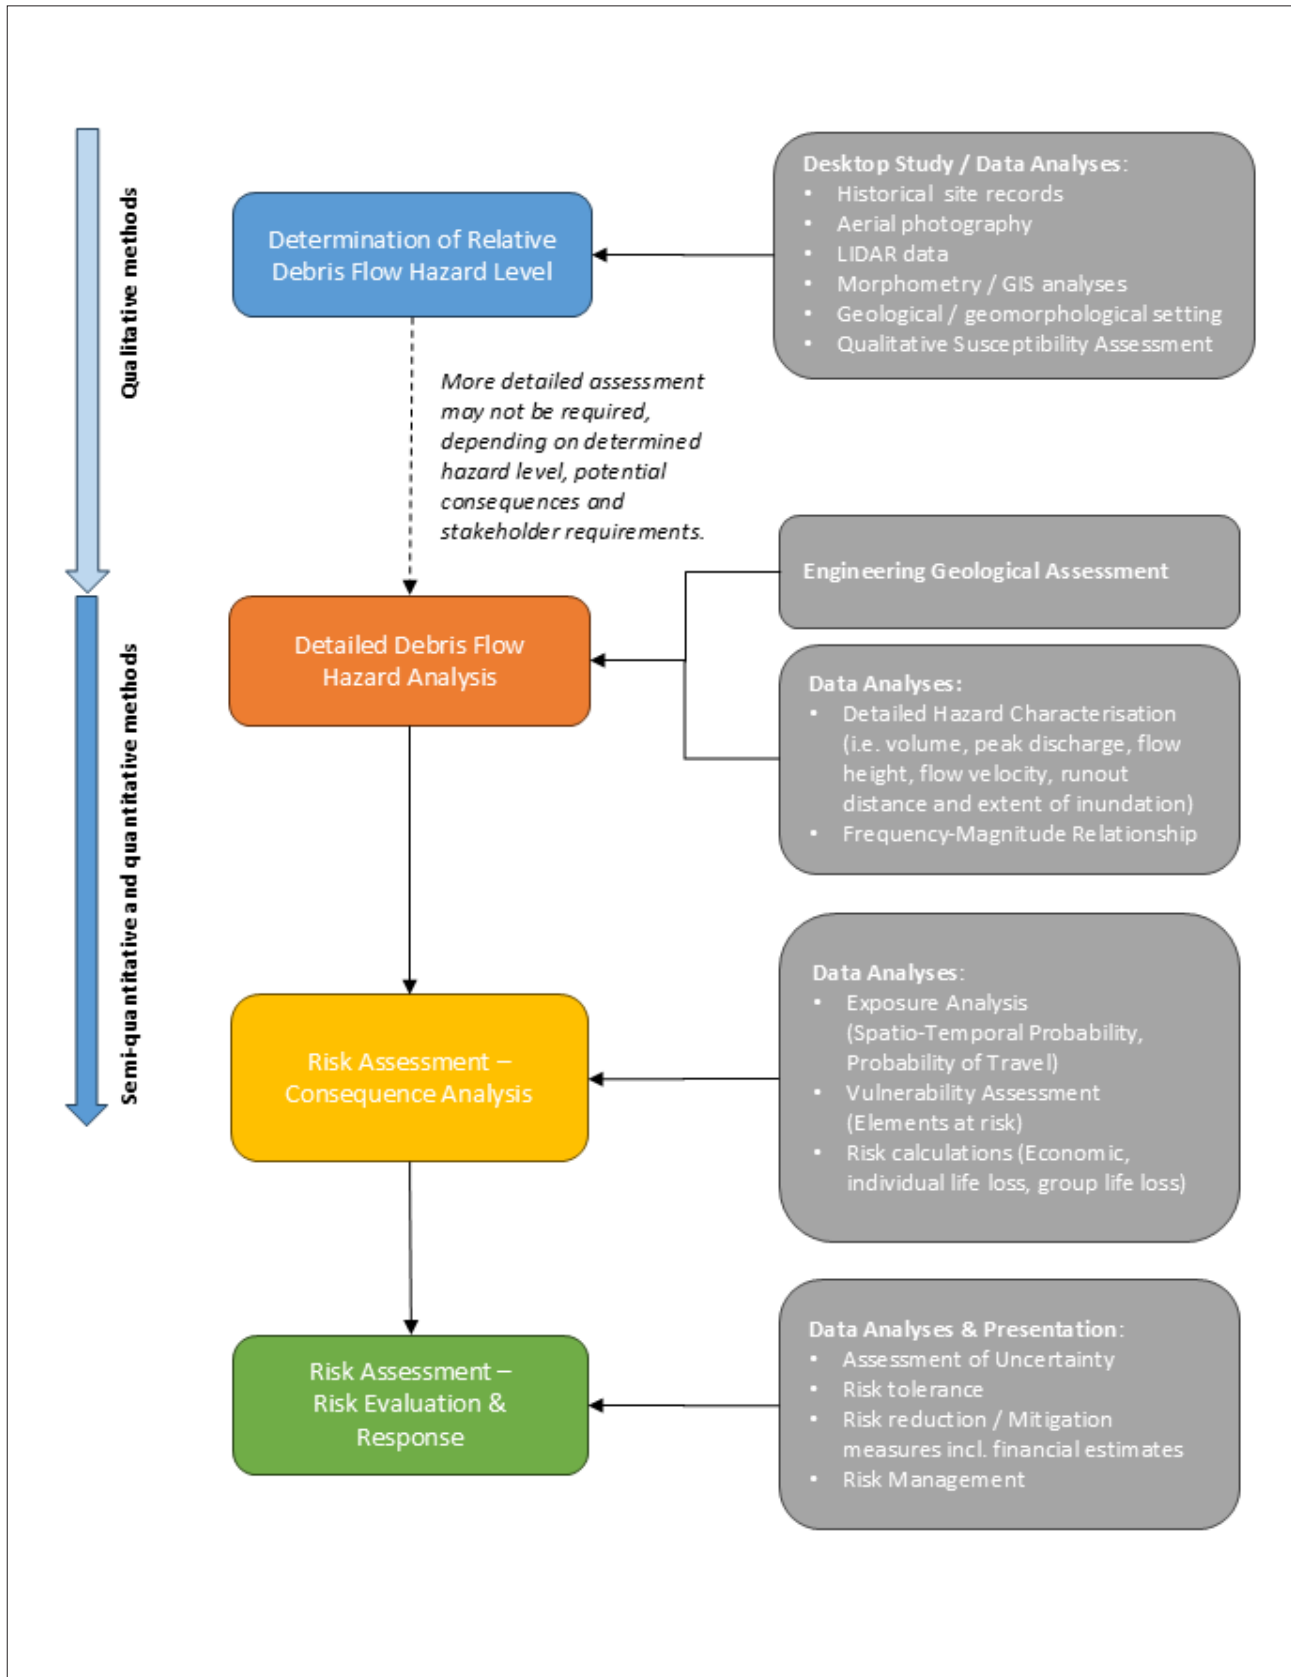 Qualitative methods
Determination of Relative
Debris Flow Hazard Level
Desktop Study / Data Analyses:
• Historical site records
• Aerial photography
• LIDAR data
• Morphometry / GIS analyses
• Geological / geomorphological setting
• Qualitative Susceptibility Assessment
More detailed assessment
may not be required,
depending on determined
hazard level, potential
consequences and
stakeholder requirements.
Semi-quantitative and quantitative methods
Detailed Debris Flow
Hazard Analysis
Engineering Geological Assessment
Data Analyses:
• Detailed Hazard Characterisation
(i.e. volume, peak discharge, flow
height, flow velocity, runout
distance and extent of inundation)
• Frequency-Magnitude Relationship
Risk Assessment –
Consequence Analysis
Data Analyses:
• Exposure Analysis
(Spatio-Temporal Probability,
Probability of Travel)
• Vulnerability Assessment
(Elements at risk)
• Risk calculations (Economic,
individual life loss, group life loss)
Risk Assessment –
Risk Evaluation &
Response
Data Analyses & Presentation:
• Assessment of Uncertainty
• Risk tolerance
• Risk reduction / Mitigation
measures incl. financial estimates
• Risk Management